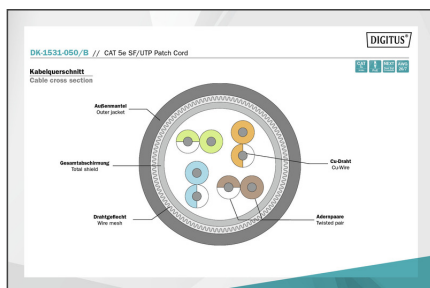 DIGITUS®
DK-1531-050/B // CAT 5e SF/UTP Patch Cord
Kabelquerschnitt
Cable cross section
Außenmantel
Outer jacket
Gesamtabschirmung
Total shield
Cu-Draht
Cu-Wire
Drahtgeflecht
Wire mesh
Adernpaare
Twisted pair